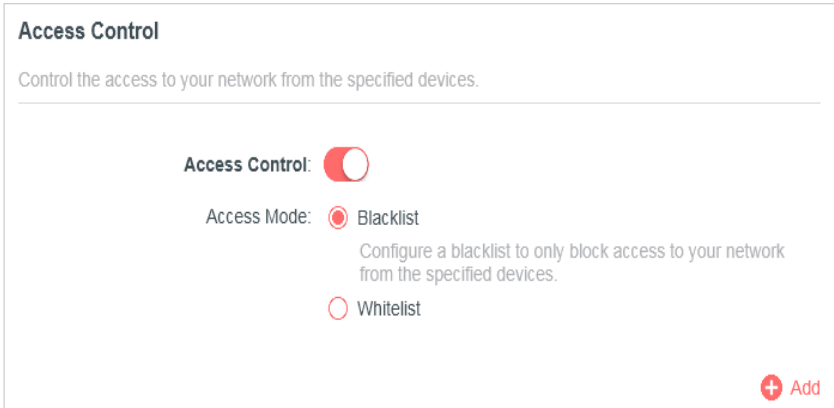 Access Control
Control the access to your network from the specified devices.
Access Control:
Access Mode: Blacklist
Configure a blacklist to only block access to your network
from the specified devices.
Whitelist
Add